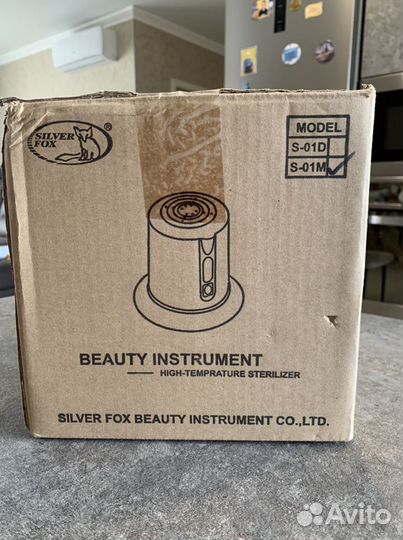 SILVER
FOX
®
MODEL
S-01D
S-01M
BEAUTY INSTRUMENT
HIGH-TEMPRATURE STERILIZER
SILVER FOX BEAUTY INSTRUMENT CO.,LTD.
Avito